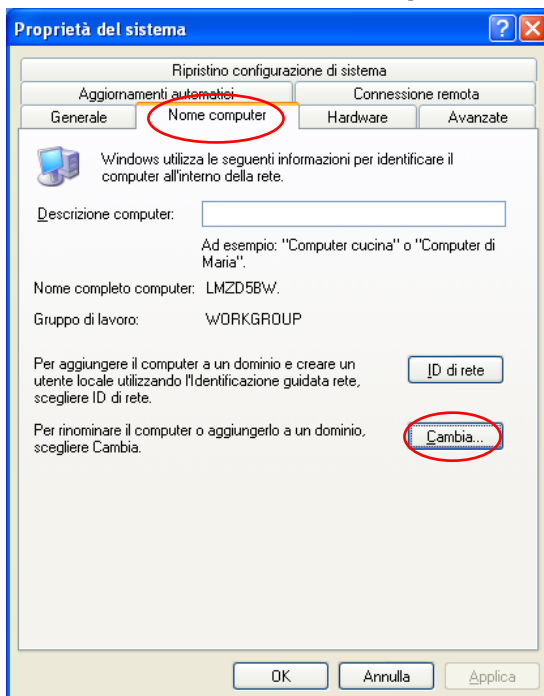 Proprietà del sistema
Ripristino configurazione di sistema
Aggiornamenti automatici
Connessione remota
Generale
Nome computer
Hardware
Avanzate
Windows utilizza le seguenti informazioni per identificare il
computer all'interno della rete.
Descrizione computer:
Ad esempio: "Computer cucina" o "Computer di
Maria".
Nome completo computer: LMZD5BW.
Gruppo di lavoro: WORKGROUP
Per aggiungere il computer a un dominio e creare un
utente locale utilizzando l'Identificazione guidata rete,
scegliere ID di rete.
ID di rete
Per rinominare il computer o aggiungerlo a un dominio,
scegliere Cambia.
Cambia...
OK
Annulla
Applica